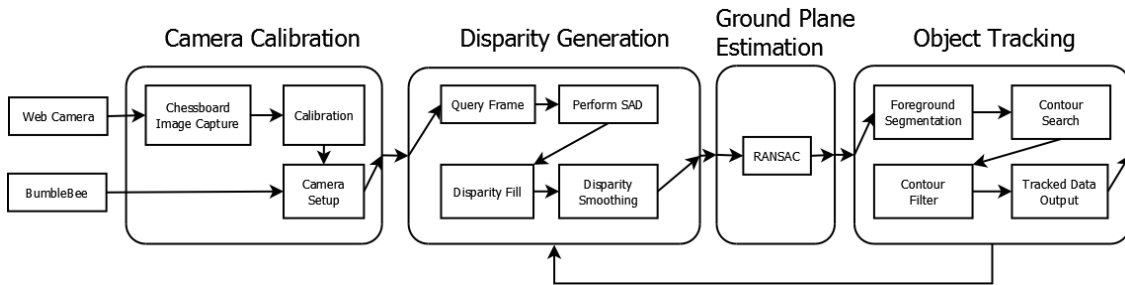 Camera Calibration
Disparity Generation
Ground Plane
Estimation
Object Tracking
Web Camera
Chessboard
Image Capture
Calibration
BumbleBee
Camera
Setup
Query Frame
Perform SAD
Disparity Fill
Disparity
Smoothing
RANSAC
Foreground
Segmentation
Contour
Search
Contour
Filter
Tracked Data
Output